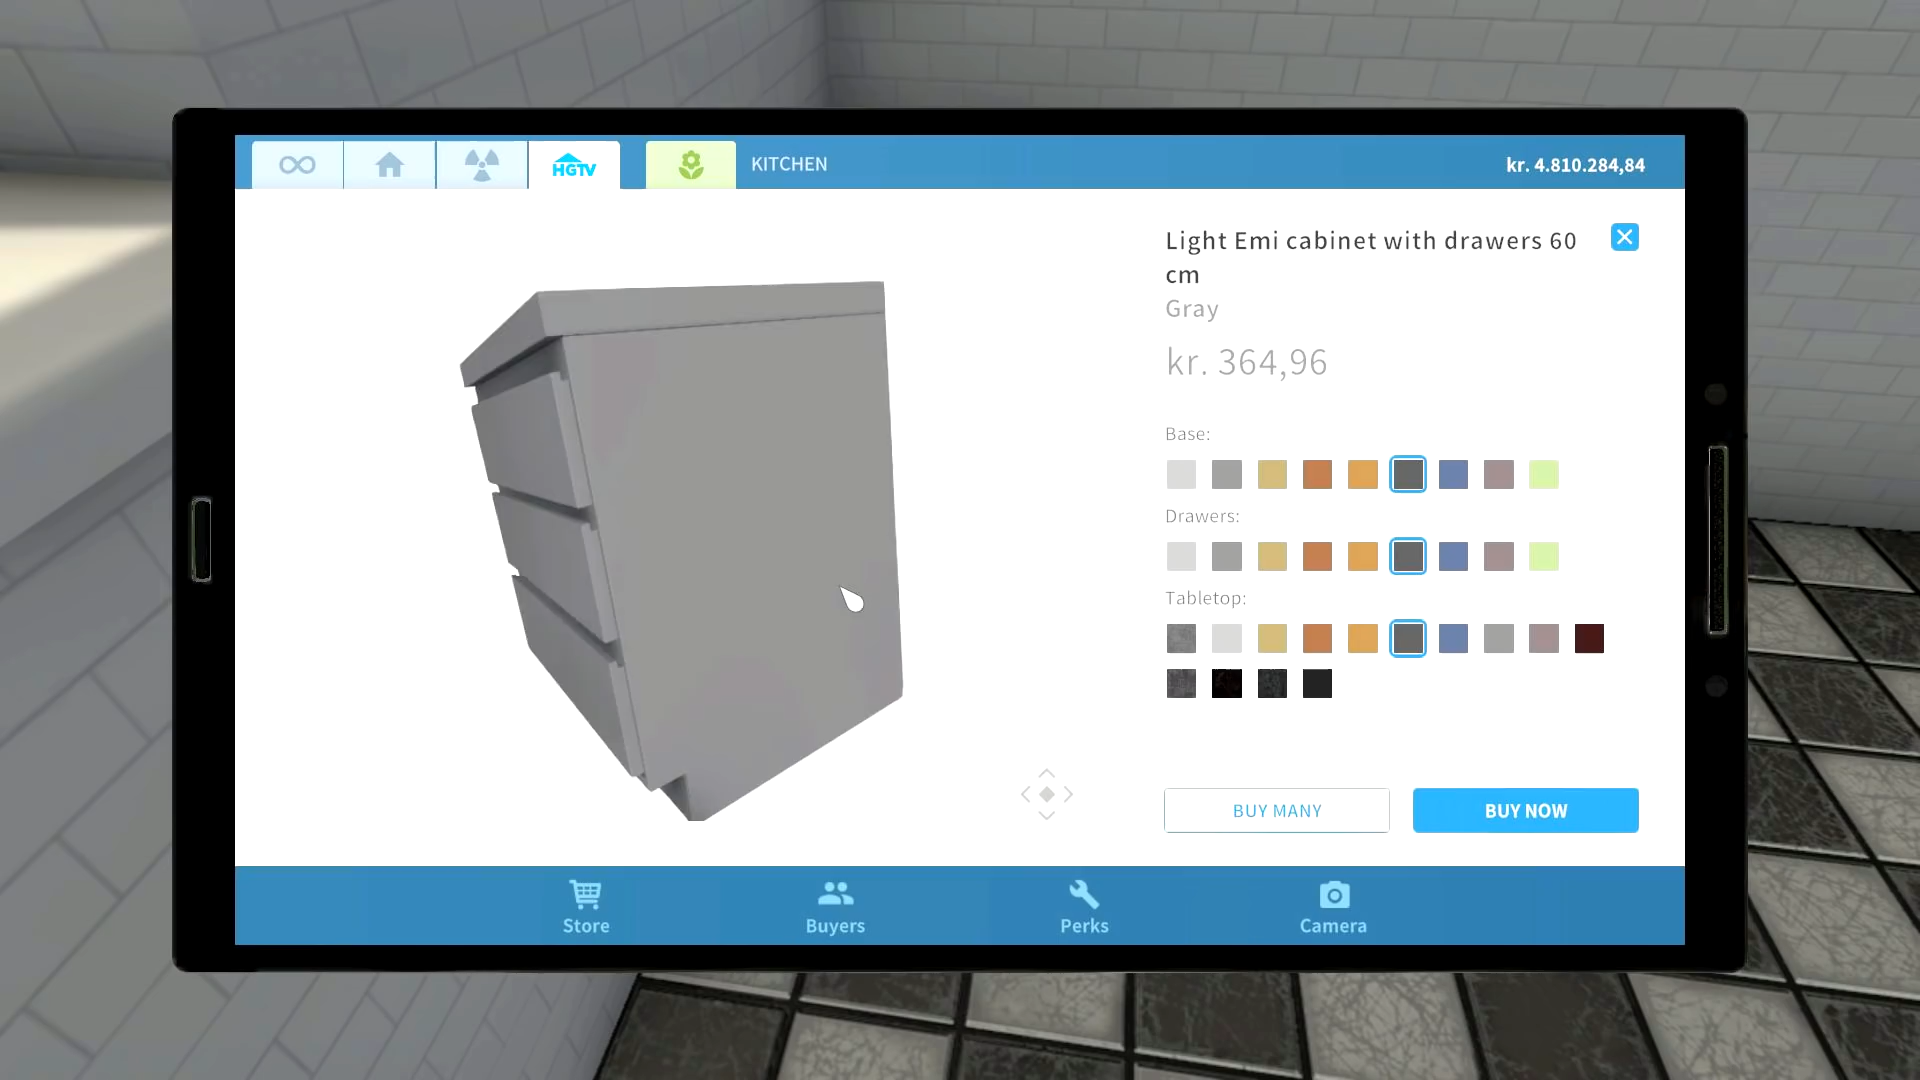 HGTV
KITCHEN
kr. 4.810.284,84
Light Emi cabinet with drawers 60
cm
Gray
kr. 364,96
Base:
Drawers:
Tabletop:
BUY MANY
BUY NOW
Store
Buyers
Perks
Camera